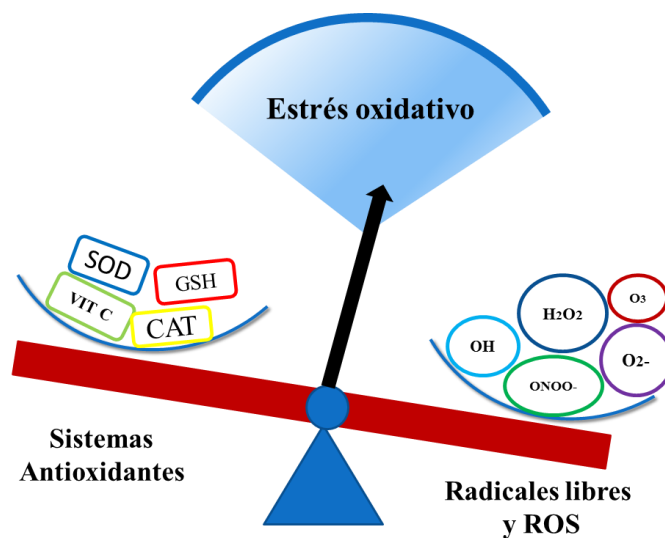 Estrés oxidativo
SOD
GSH
VIT C
CAT
H2O2
O3
OH
O2-
ONOO-
Sistemas
Antioxidantes
Radicales libres
y ROS